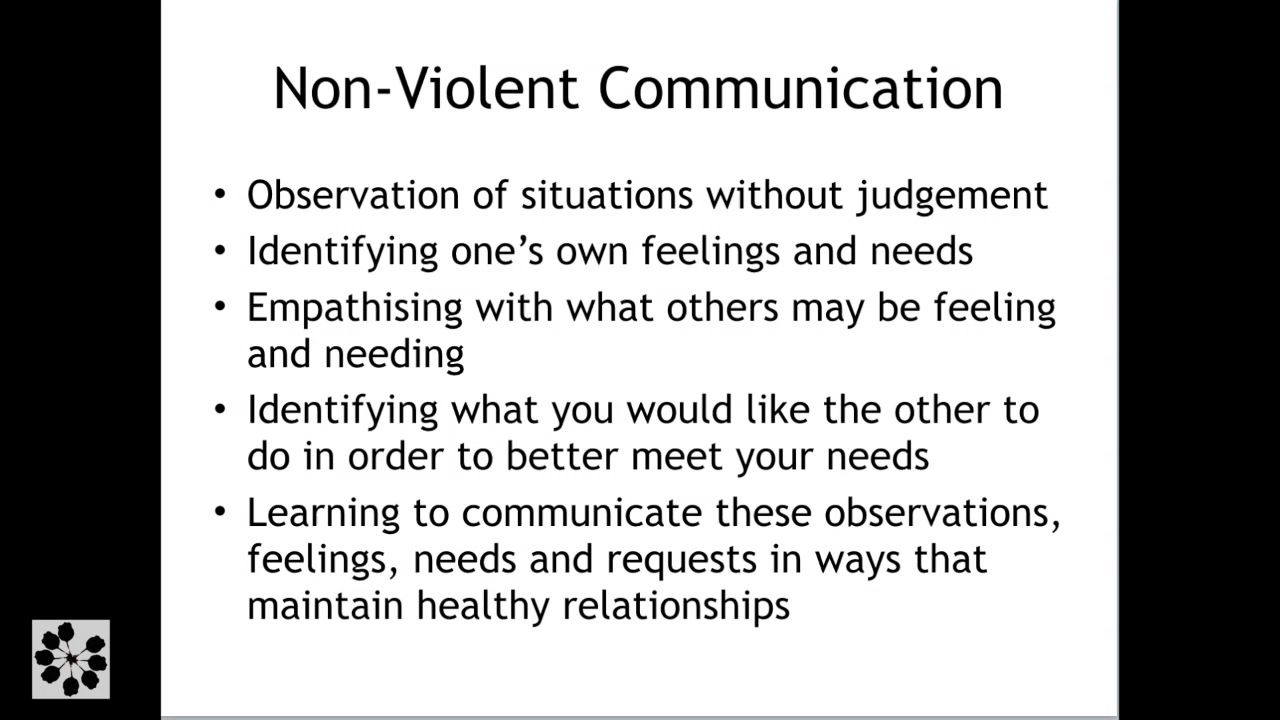 Non-Violent Communication
• Observation of situations without judgement
• Identifying one’s own feelings and needs
• Empathising with what others may be feeling
and needing
• Identifying what you would like the other to
do in order to better meet your needs
• Learning to communicate these observations,
feelings, needs and requests in ways that
maintain healthy relationships